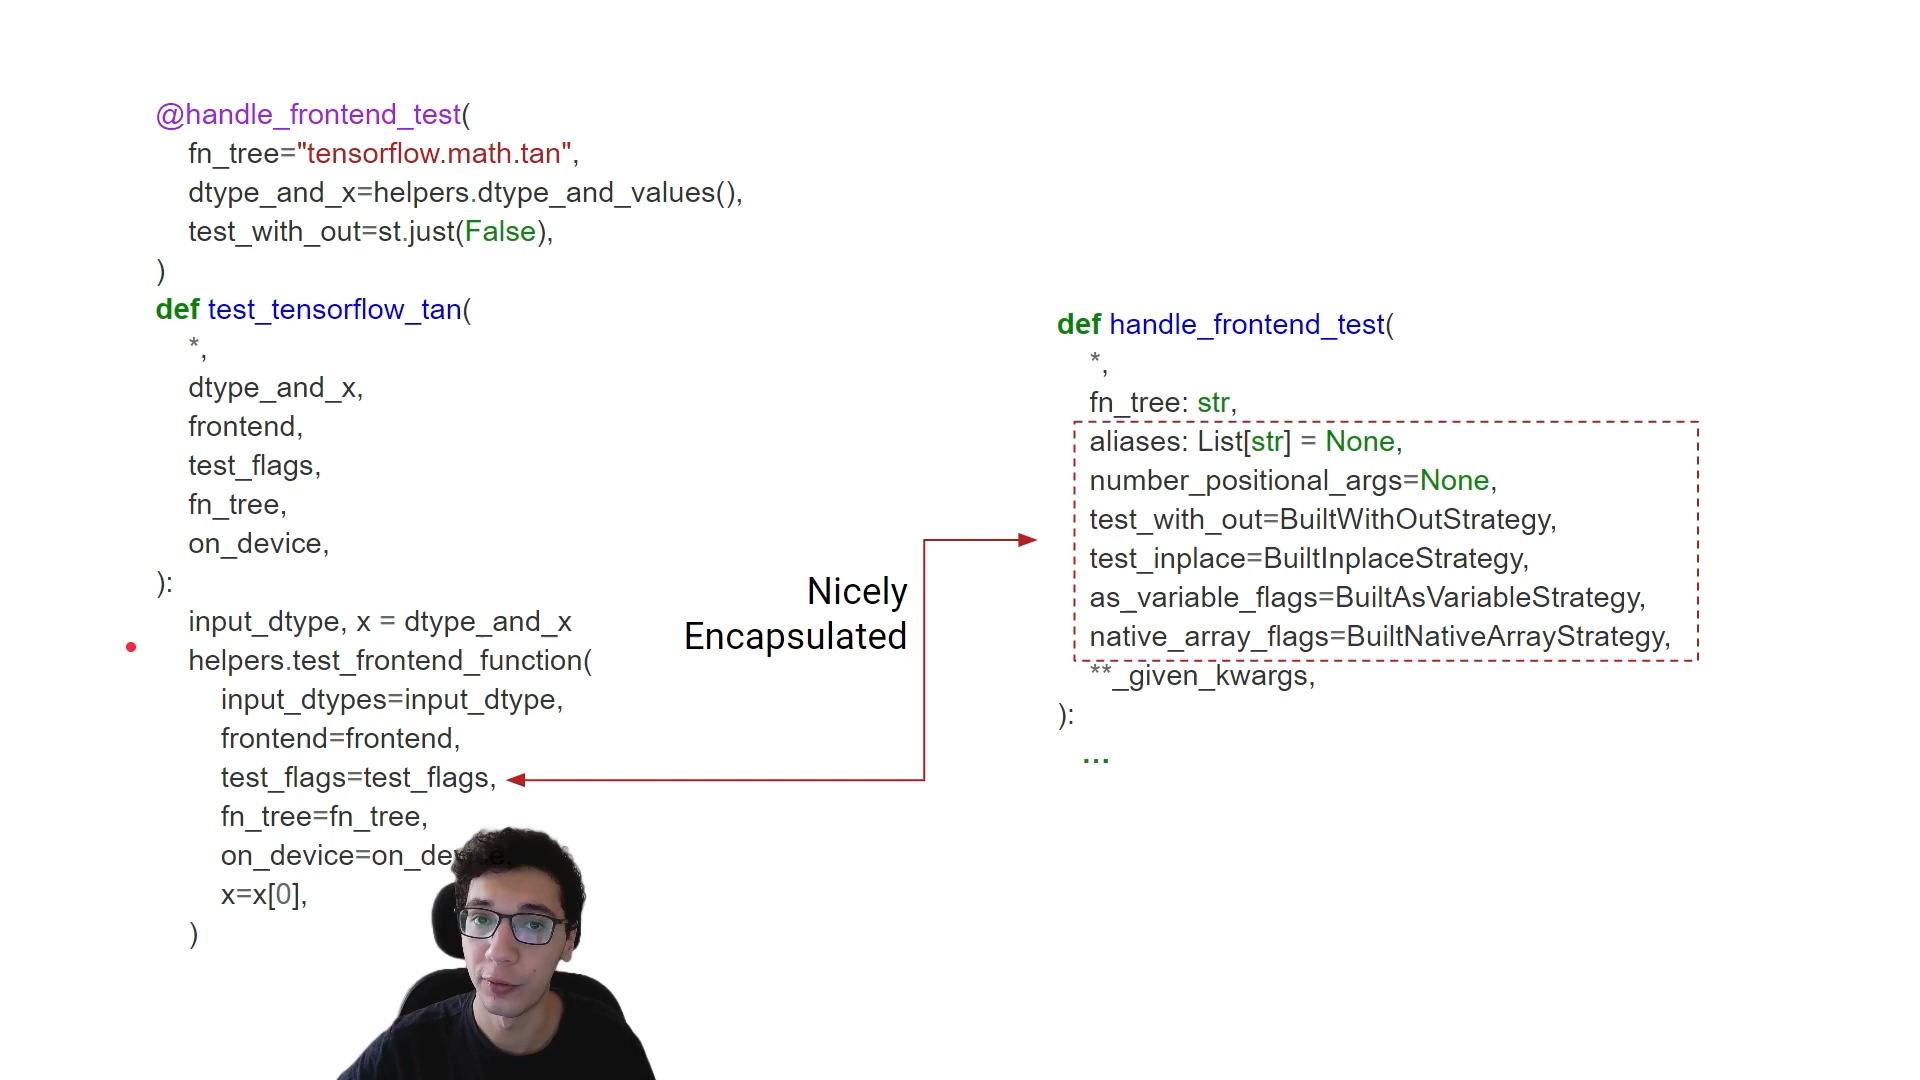 @handle_frontend_test(
fn_tree="tensorflow.math.tan",
dtype_and_x=helpers.dtype_and_values(),
test_with_out=st.just(False),
)
def test_tensorflow_tan(
*,
dtype_and_x,
frontend,
test_flags,
fn_tree,
on_device,
):
input_dtype, x = dtype_and_x
helpers.test_frontend_function(
input_dtypes=input_dtype,
frontend=frontend,
test_flags=test_flags,
fn_tree=fn_tree,
on_device=on_device,
x=x[0],
)
Nicely
Encapsulated
def handle_frontend_test(
*,
fn_tree: str,
aliases: List[str] = None,
number_positional_args=None,
test_with_out=BuiltWithOutStrategy,
test_inplace=BuiltInplaceStrategy,
as_variable_flags=BuiltAsVariableStrategy,
native_array_flags=BuiltNativeArrayStrategy,
**_given_kwargs,
):
...